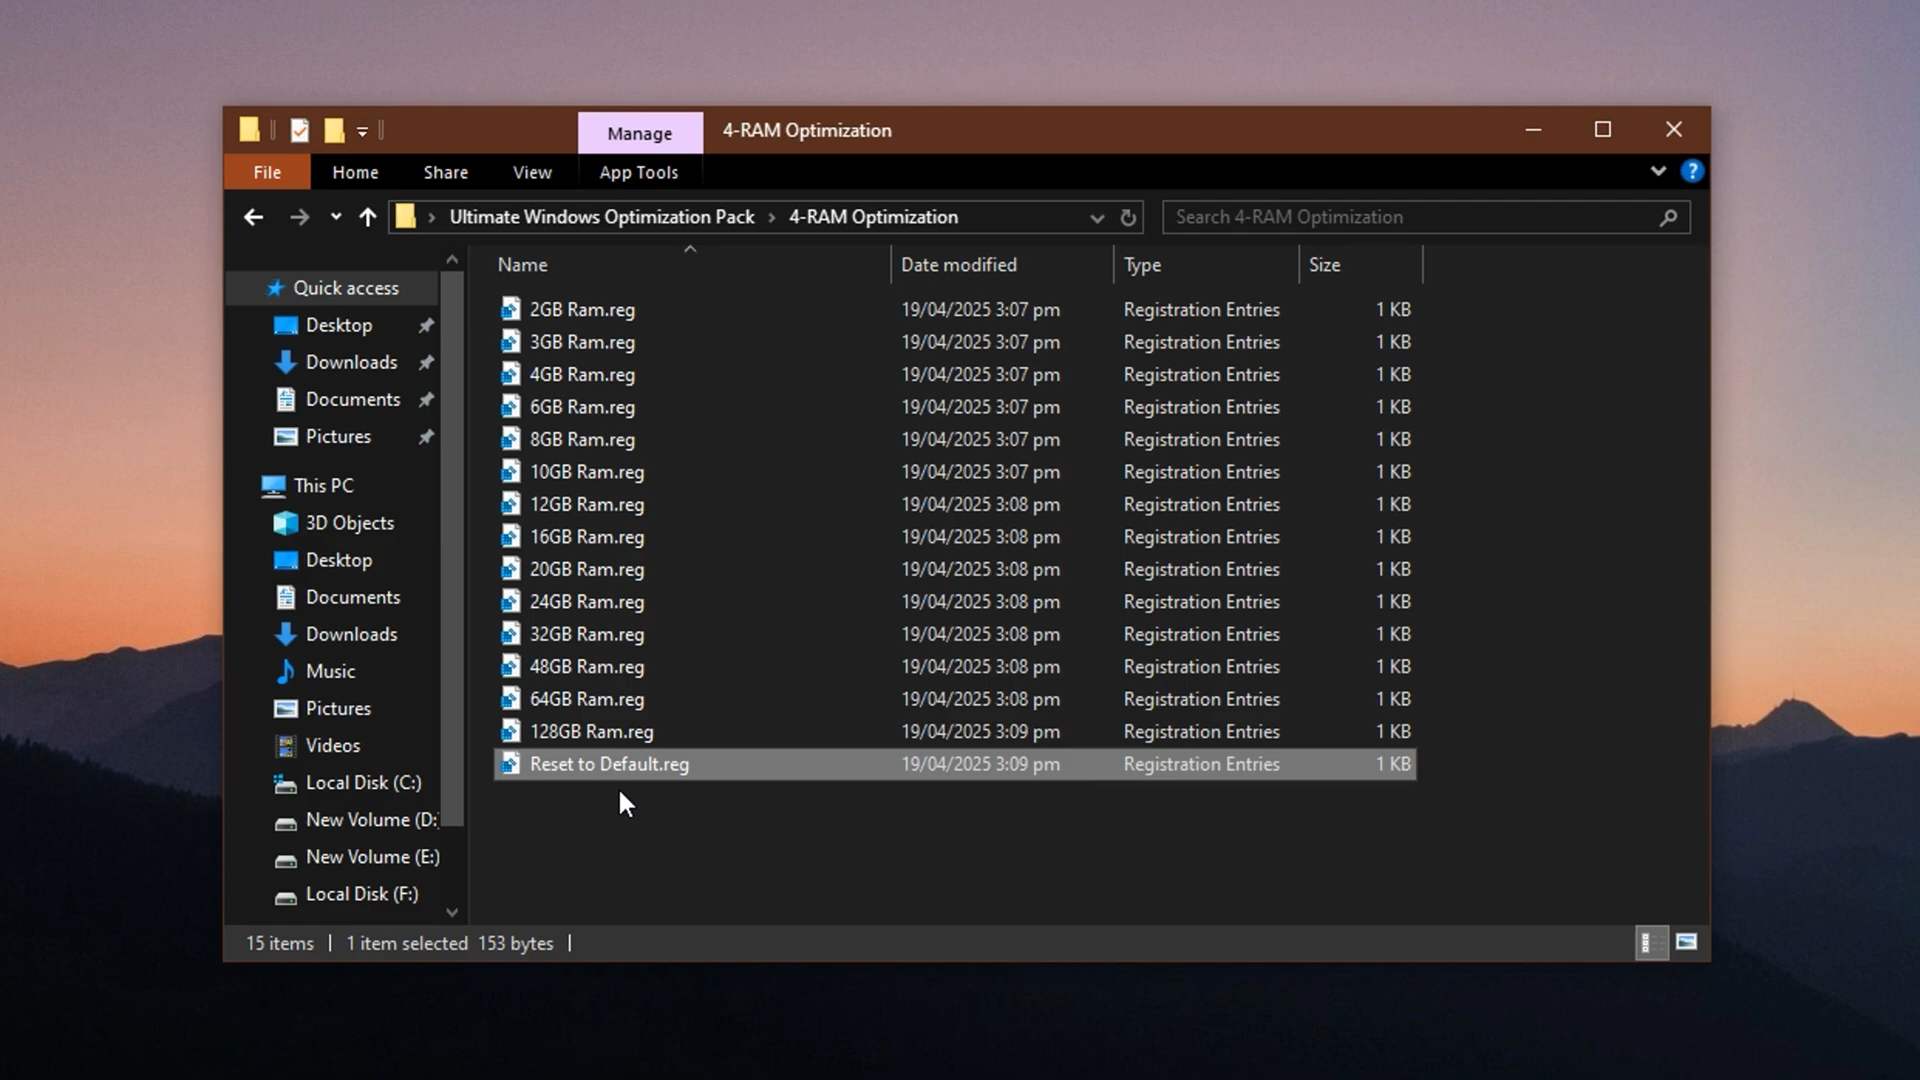 Manage
4-RAM Optimization
File
Home
Share
View
App Tools
?
Ultimate Windows Optimization Pack > 4-RAM Optimization
Search 4-RAM Optimization
Quick access
Desktop
Downloads
Documents
Pictures
This PC
3D Objects
Desktop
Documents
Downloads
Music
Pictures
Videos
Local Disk (C:)
New Volume (D:
New Volume (E:)
Local Disk (F:)
Name Date modified Type Size
2GB Ram.reg 19/04/2025 3:07 pm Registration Entries 1 KB
3GB Ram.reg 19/04/2025 3:07 pm Registration Entries 1 KB
4GB Ram.reg 19/04/2025 3:07 pm Registration Entries 1 KB
6GB Ram.reg 19/04/2025 3:07 pm Registration Entries 1 KB
8GB Ram.reg 19/04/2025 3:07 pm Registration Entries 1 KB
10GB Ram.reg 19/04/2025 3:07 pm Registration Entries 1 KB
12GB Ram.reg 19/04/2025 3:08 pm Registration Entries 1 KB
16GB Ram.reg 19/04/2025 3:08 pm Registration Entries 1 KB
20GB Ram.reg 19/04/2025 3:08 pm Registration Entries 1 KB
24GB Ram.reg 19/04/2025 3:08 pm Registration Entries 1 KB
32GB Ram.reg 19/04/2025 3:08 pm Registration Entries 1 KB
48GB Ram.reg 19/04/2025 3:08 pm Registration Entries 1 KB
64GB Ram.reg 19/04/2025 3:08 pm Registration Entries 1 KB
128GB Ram.reg 19/04/2025 3:09 pm Registration Entries 1 KB
Reset to Default.reg 19/04/2025 3:09 pm Registration Entries 1 KB
15 items | 1 item selected 153 bytes |